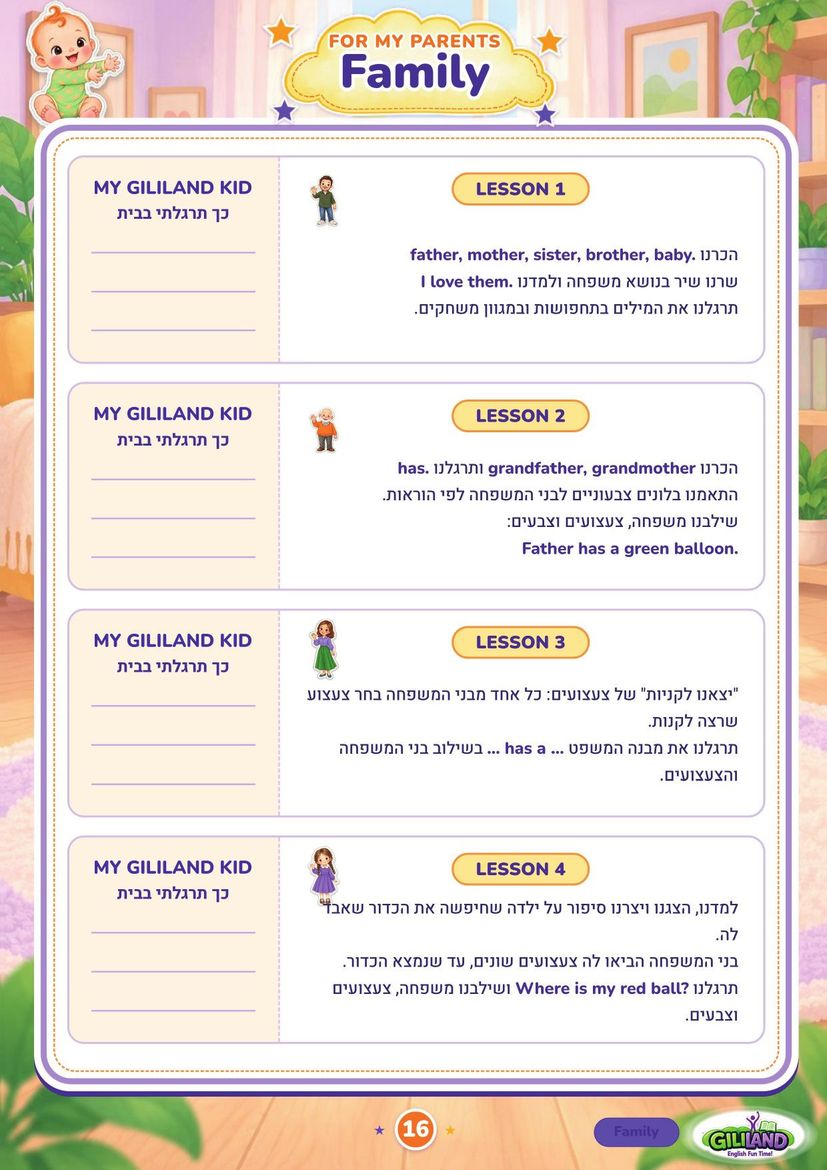 FOR MY PARENTS
Family
LESSON 1
הכרנו father, mother, sister, brother, baby.
שרנו שיר בנושא משפחה ולמדנו I love them.
תרגלנו את המילים בתחפושות ובמגוון משחקים.
MY GILILAND KID
כך תרגלתי בבית
LESSON 2
הכרנו grandfather, grandmother ותרגלנו has.
התאמנו בלונים צבעוניים לבני המשפחה לפי הוראות.
שילבנו משפחה, צעצועים וצבעים:
Father has a green balloon.
MY GILILAND KID
כך תרגלתי בבית
LESSON 3
"יצאנו לקניות" של צעצועים: כל אחד מבני המשפחה בחר צעצוע
שרצה לקנות.
תרגלנו את מבנה המשפט ... has a ... בשילוב בני המשפחה
והצעצועים.
MY GILILAND KID
כך תרגלתי בבית
LESSON 4
למדנו, הצגנו ויצרנו סיפור על ילדה שחיפשה את הכדור שאבד
לה.
בני המשפחה הביאו לה צעצועים שונים, עד שנמצא הכדור.
תרגלנו Where is my red ball? ושילבנו משפחה, צעצועים
וצבעים.
MY GILILAND KID
כך תרגלתי בבית
16
Family
GILILAND
English Fun Time!